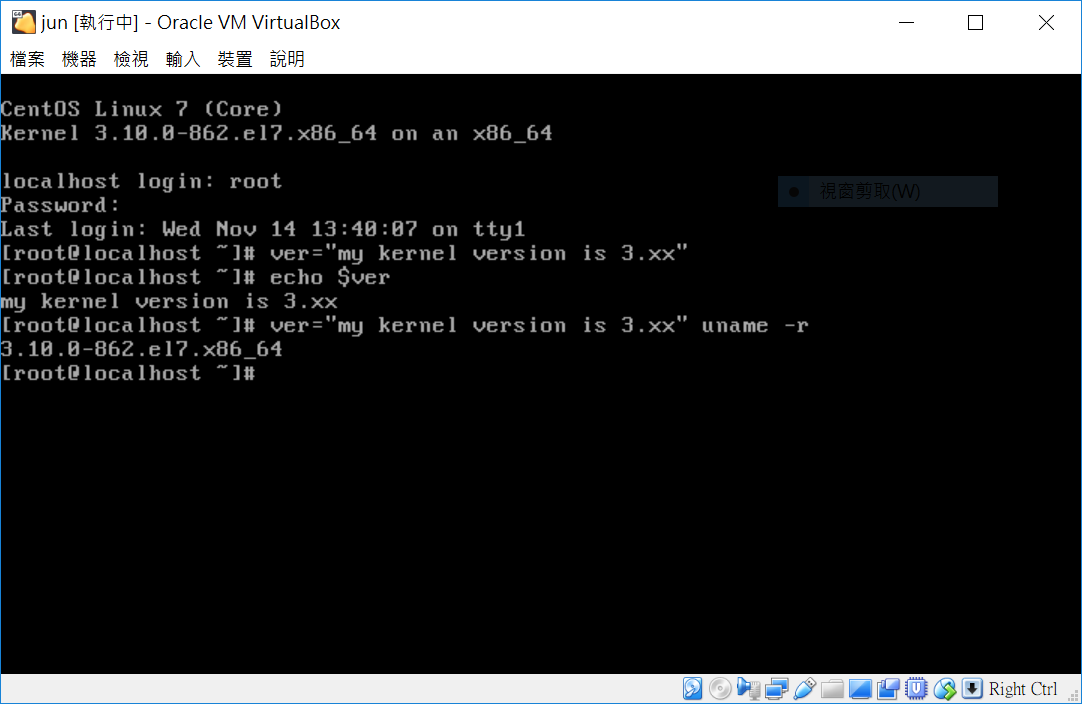 jun [執行中] - Oracle VM VirtualBox
檔案 機器 檢視 輸入 裝置 說明
CentOS Linux 7 (Core)
Kernel 3.10.0-862.el7.x86_64 on an x86_64
localhost login: root
視窗剪取(W)
Password:
Last login: Wed Nov 14 13:40:07 on tty1
[root@localhost ~]# ver="my kernel version is 3.xx"
[root@localhost ~]# echo $ver
my kernel version is 3.xx
[root@localhost ~]# ver="my kernel version is 3.xx" uname -r
3.10.0-862.el7.x86_64
[root@localhost ~]#
Right Ctrl